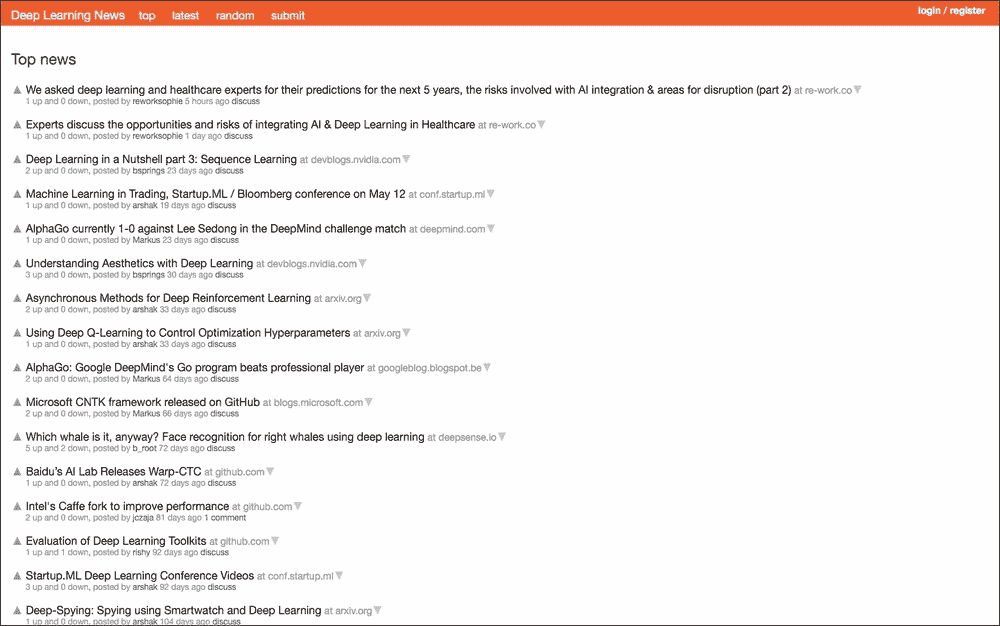 Deep Learning News top latest random submit login / register
Top news
We asked deep learning and healthcare experts for their predictions for the next 5 years, the risks involved with AI integration & areas for disruption (part 2) at re-work.co
1 up and 0 down, posted by reworksophie 5 hours ago discuss
Experts discuss the opportunities and risks of integrating AI & Deep Learning in Healthcare at re-work.co
1 up and 0 down, posted by reworksophie 1 day ago discuss
Deep Learning in a Nutshell part 3: Sequence Learning at devblogs.nvidia.com
2 up and 0 down, posted by bsprings 23 days ago discuss
Machine Learning in Trading, Startup.ML / Bloomberg conference on May 12 at conf.startup.ml
1 up and 0 down, posted by arshak 19 days ago discuss
AlphaGo currently 1-0 against Lee Sedong in the DeepMind challenge match at deepmind.com
1 up and 0 down, posted by Markus 23 days ago discuss
Understanding Aesthetics with Deep Learning at devblogs.nvidia.com
3 up and 0 down, posted by bsprings 30 days ago discuss
Asynchronous Methods for Deep Reinforcement Learning at arxiv.org
2 up and 0 down, posted by arshak 33 days ago discuss
Using Deep Q-Learning to Control Optimization Hyperparameters at arxiv.org
1 up and 0 down, posted by arshak 33 days ago discuss
AlphaGo: Google DeepMind's Go program beats professional player at googleblog.blogspot.be
2 up and 0 down, posted by Markus 64 days ago discuss
Microsoft CNTK framework released on GitHub at blogs.microsoft.com
2 up and 0 down, posted by Markus 66 days ago discuss
Which whale is it, anyway? Face recognition for right whales using deep learning at deepsense.io
5 up and 2 down, posted by b_root 72 days ago discuss
Baidu's AI Lab Releases Warp-CTC at github.com
1 up and 0 down, posted by arshak 72 days ago discuss
Intel's Caffe fork to improve performance at github.com
2 up and 0 down, posted by jczaja 81 days ago 1 comment
Evaluation of Deep Learning Toolkits at github.com
1 up and 1 down, posted by rishy 92 days ago discuss
Startup.ML Deep Learning Conference Videos at conf.startup.ml
3 up and 0 down, posted by arshak 92 days ago discuss
Deep-Spying: Spying using Smartwatch and Deep Learning at arxiv.org
1 up and 0 down, posted by arshak 104 days ago discuss